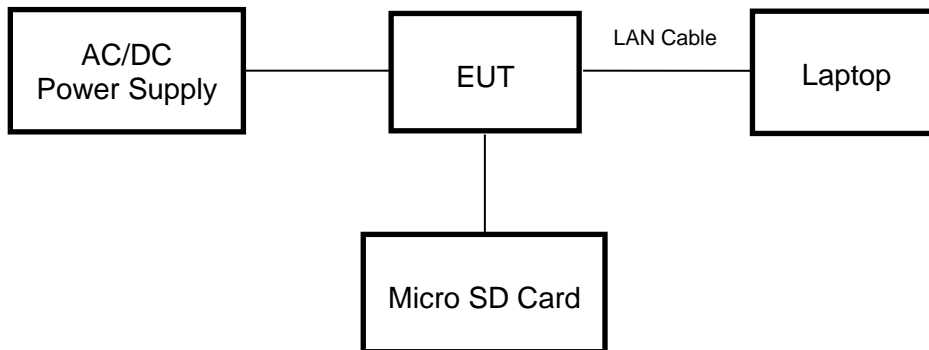 AC/DC
Power Supply
EUT
LAN Cable
Laptop
Micro SD Card